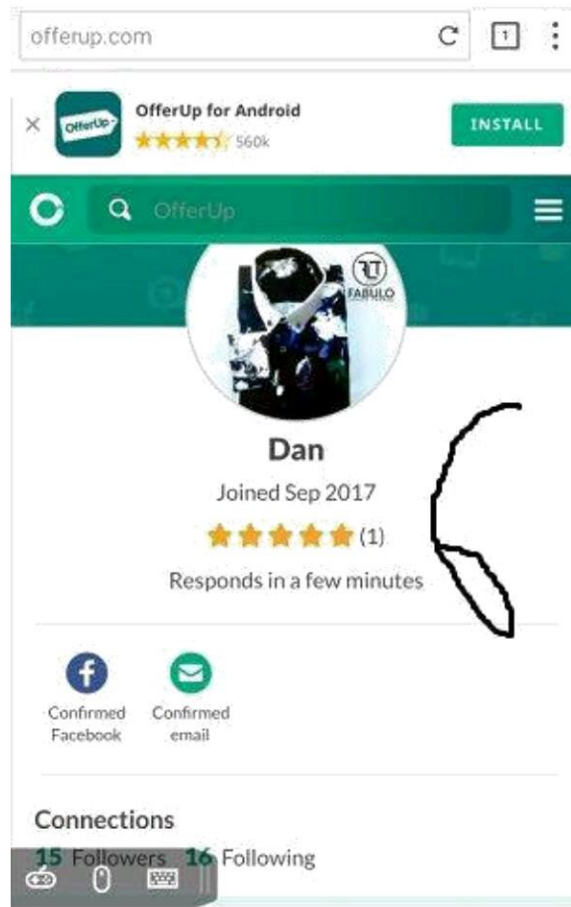 offerup.com
1
OfferUp for Android
OfferUp
560k
INSTALL
OfferUp
FABULO
Dan
Joined Sep 2017
(1)
Responds in a few minutes
Confirmed Facebook
Confirmed email
Connections
15 Followers 16 Following